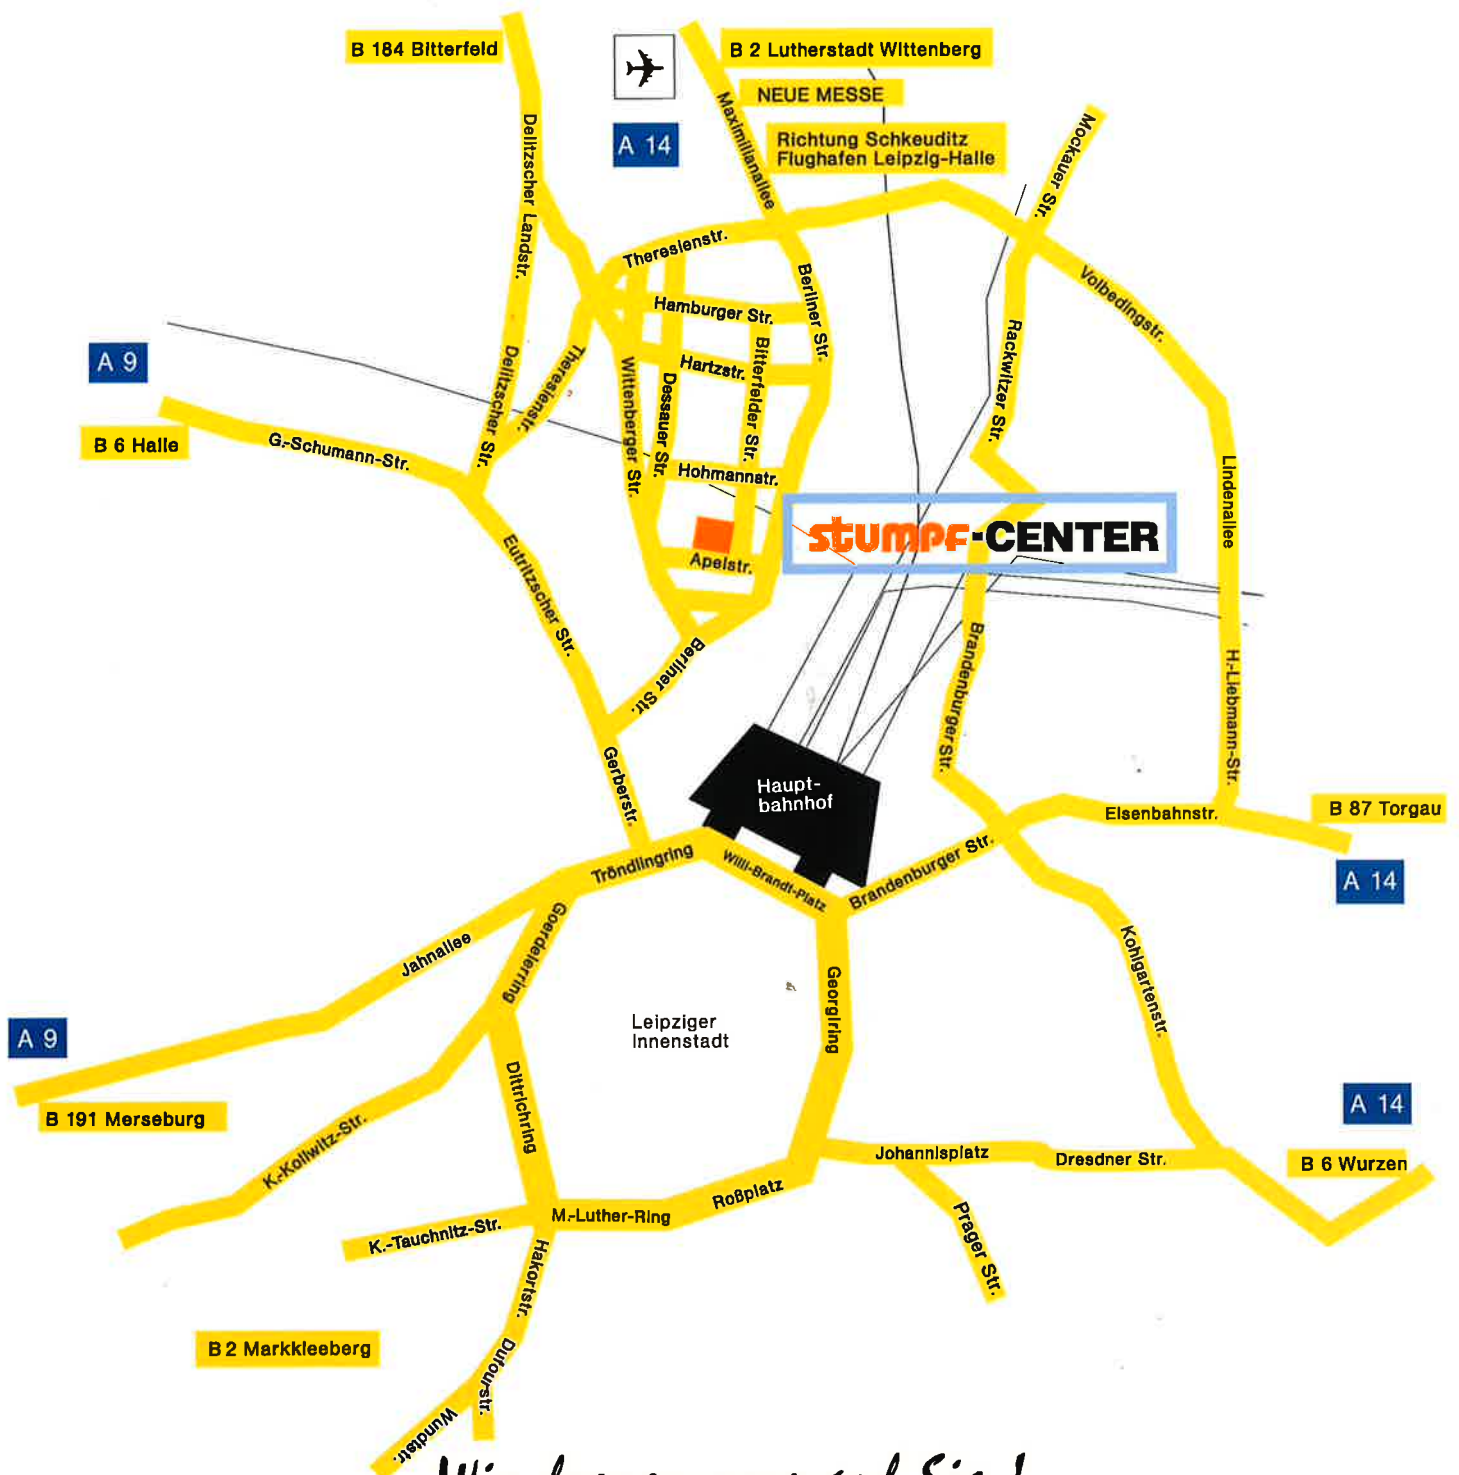 B 184 Bitterfeld
B 2 Lutherstadt Wittenberg
NEUE MESSE
A 14
Richtung Schkeuditz
Flughafen Leipzig-Halle
Maximilianallee
Mockauer Str.
Delitzscher Landstr.
Theresienstr.
Berliner Str.
Volbedingstr.
Hamburger Str.
Rackwitzer Str.
A 9
Delitzscher Str.
Theresienstr.
Wittenberger Str.
Dessauer Str.
Hartzstr.
Bitterfelder Str.
B 6 Halle
G.-Schumann-Str.
Hohmannstr.
Lindenallee
STUMPF-CENTER
Apelstr.
Eutritzscher Str.
Berliner Str.
Brandenburger Str.
H.-Liebmann-Str.
Gerberstr.
Haupt-
bahnhof
Eisenbahnstr.
B 87 Torgau
A 14
Tröndlingring
Willi-Brandt-Platz
Brandenburger Str.
Goerdelerring
Jahnallee
Kohlgartenstr.
Georgiring
Leipziger
Innenstadt
A 9
B 191 Merseburg
Dittrichring
K.-Kollwitz-Str.
A 14
B 6 Wurzen
Johannisplatz
Dresdner Str.
Roßplatz
M.-Luther-Ring
K.-Tauchnitz-Str.
Prager Str.
Hakortstr.
B 2 Markkleeberg
Dufourstr.
Wundtstr.